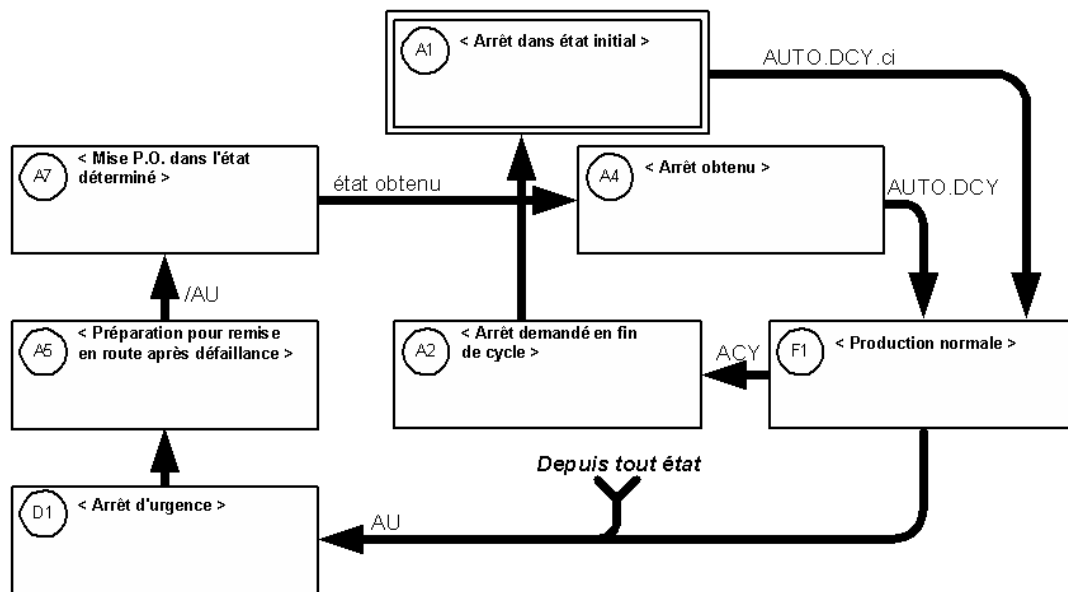 A1
< Arrêt dans état initial >
AUTO.DCY.ci
A7
< Mise P.O. dans l'état
déterminé >
état obtenu
A4
< Arrêt obtenu >
AUTO.DCY
/AU
A5
< Préparation pour remise
en route après défaillance >
A2
< Arrêt demandé en fin
de cycle >
ACY
F1
< Production normale >
Depuis tout état
D1
< Arrêt d'urgence >
AU